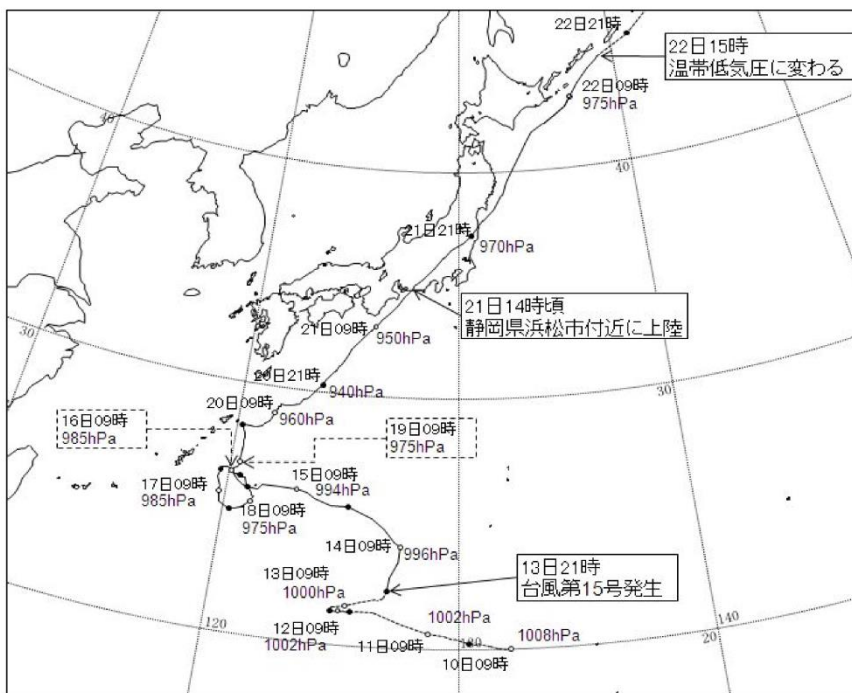 22日21時
22日15時
温帯低気圧に変わる
22日09時
975hPa
40
40
21日21時
970hPa
21日14時頃
静岡県浜松市付近に上陸
21日09時
950hPa
30
30
20日21時
940hPa
20日09時
960hPa
16日09時
985hPa
19日09時
975hPa
15日09時
994hPa
17日09時
985hPa
18日09時
975hPa
14日09時
996hPa
13日21時
台風第15号発生
13日09時
1000hPa
12日09時
1002hPa
1002hPa
11日09時
1008hPa
10日09時
120
130
140
20